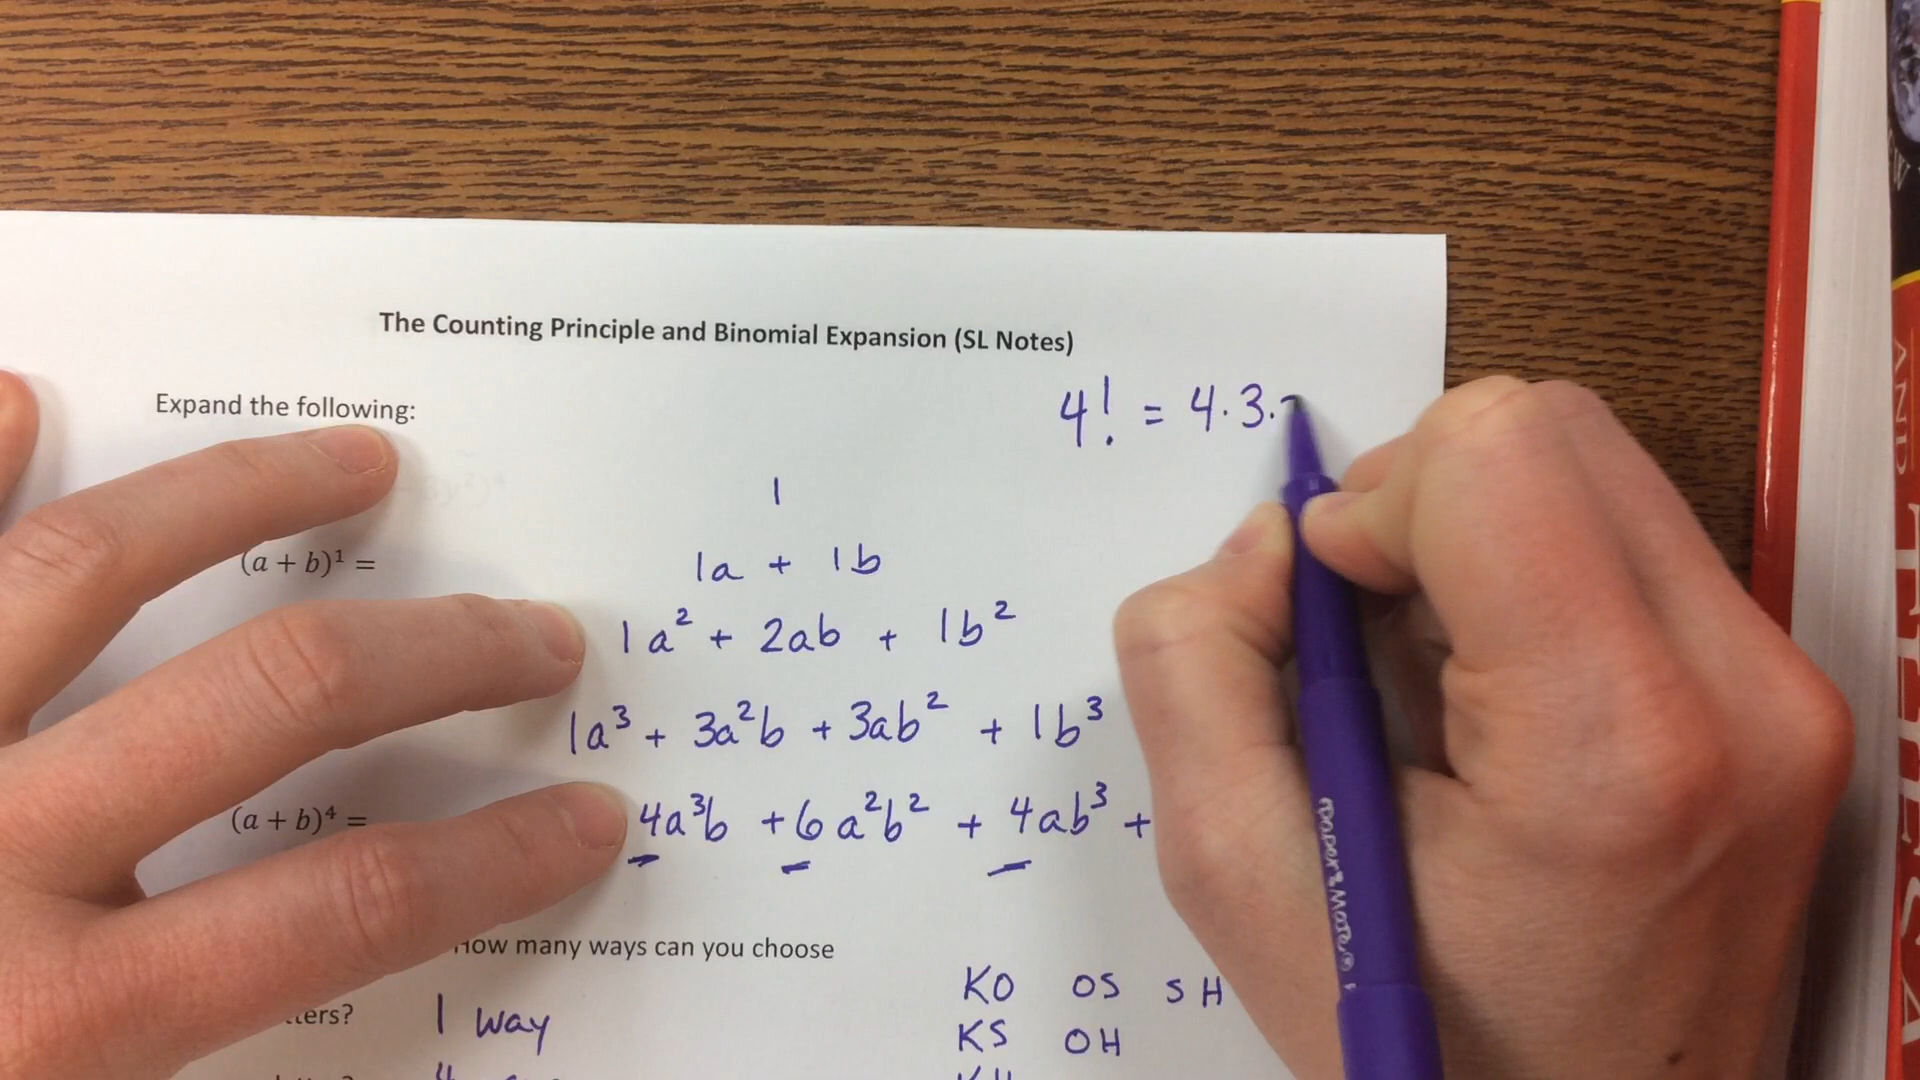 The Counting Principle and Binomial Expansion (SL Notes)
4! = 4·3·
Expand the following:
1
(a + b)¹ =
1a + 1b
1a² + 2ab + 1b²
1a³ + 3a²b + 3ab² + 1b³
(a + b)⁴ =
4a³b + 6a²b² + 4ab³ +
How many ways can you choose
KO OS SH
1 way
KS OH
PaperMate®
AND